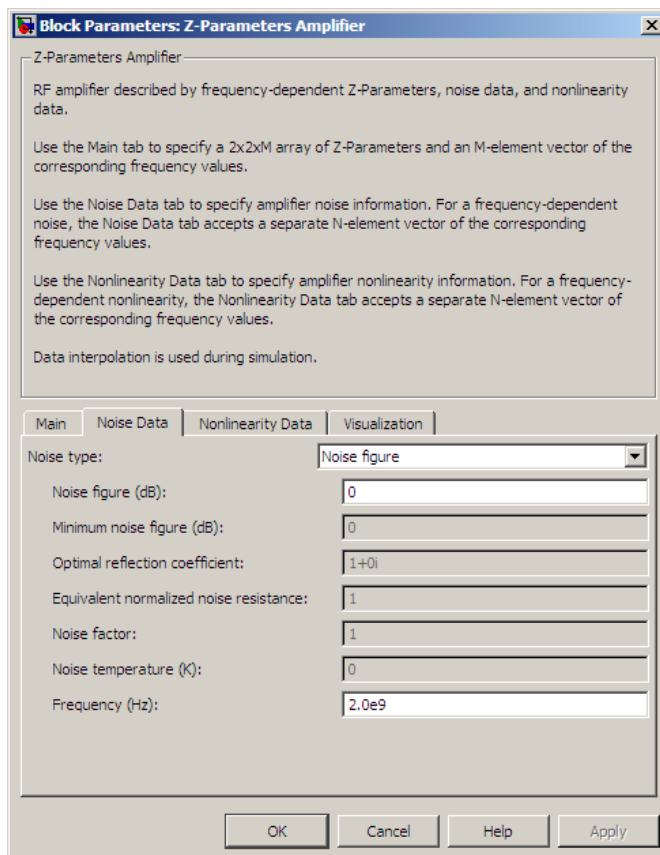 Block Parameters: Z-Parameters Amplifier
Z-Parameters Amplifier
RF amplifier described by frequency-dependent Z-Parameters, noise data, and nonlinearity
data.
Use the Main tab to specify a 2x2xM array of Z-Parameters and an M-element vector of the
corresponding frequency values.
Use the Noise Data tab to specify amplifier noise information. For a frequency-dependent
noise, the Noise Data tab accepts a separate N-element vector of the corresponding
frequency values.
Use the Nonlinearity Data tab to specify amplifier nonlinearity information. For a frequency-
dependent nonlinearity, the Nonlinearity Data tab accepts a separate N-element vector of
the corresponding frequency values.
Data interpolation is used during simulation.
Main Noise Data Nonlinearity Data Visualization
Noise type: Noise figure
Noise figure (dB): 0
Minimum noise figure (dB): 0
Optimal reflection coefficient: 1+0i
Equivalent normalized noise resistance: 1
Noise factor: 1
Noise temperature (K): 0
Frequency (Hz): 2.0e9
OK Cancel Help Apply